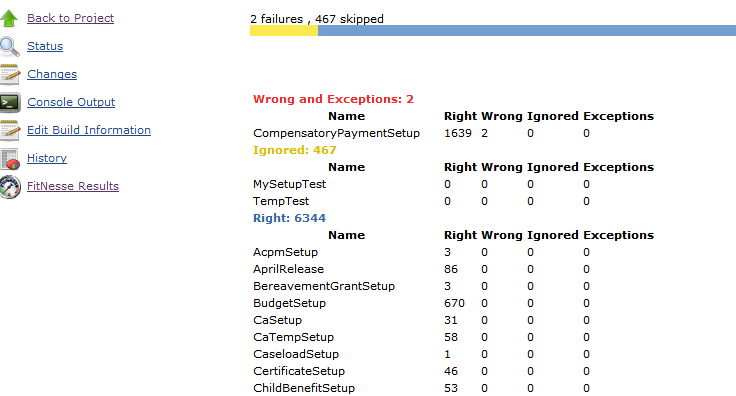 Back to Project
Status
Changes
Console Output
Edit Build Information
History
FitNesse Results
2 failures , 467 skipped
Wrong and Exceptions: 2
Name Right Wrong Ignored Exceptions
CompensatoryPaymentSetup 1639 2 0 0
Ignored: 467
Name Right Wrong Ignored Exceptions
MySetupTest 0 0 0 0
TempTest 0 0 0 0
Right: 6344
Name Right Wrong Ignored Exceptions
AcpmSetup 3 0 0 0
AprilRelease 86 0 0 0
BereavementGrantSetup 3 0 0 0
BudgetSetup 670 0 0 0
CaSetup 31 0 0 0
CaTempSetup 58 0 0 0
CaseloadSetup 1 0 0 0
CertificateSetup 46 0 0 0
ChildBenefitSetup 53 0 0 0